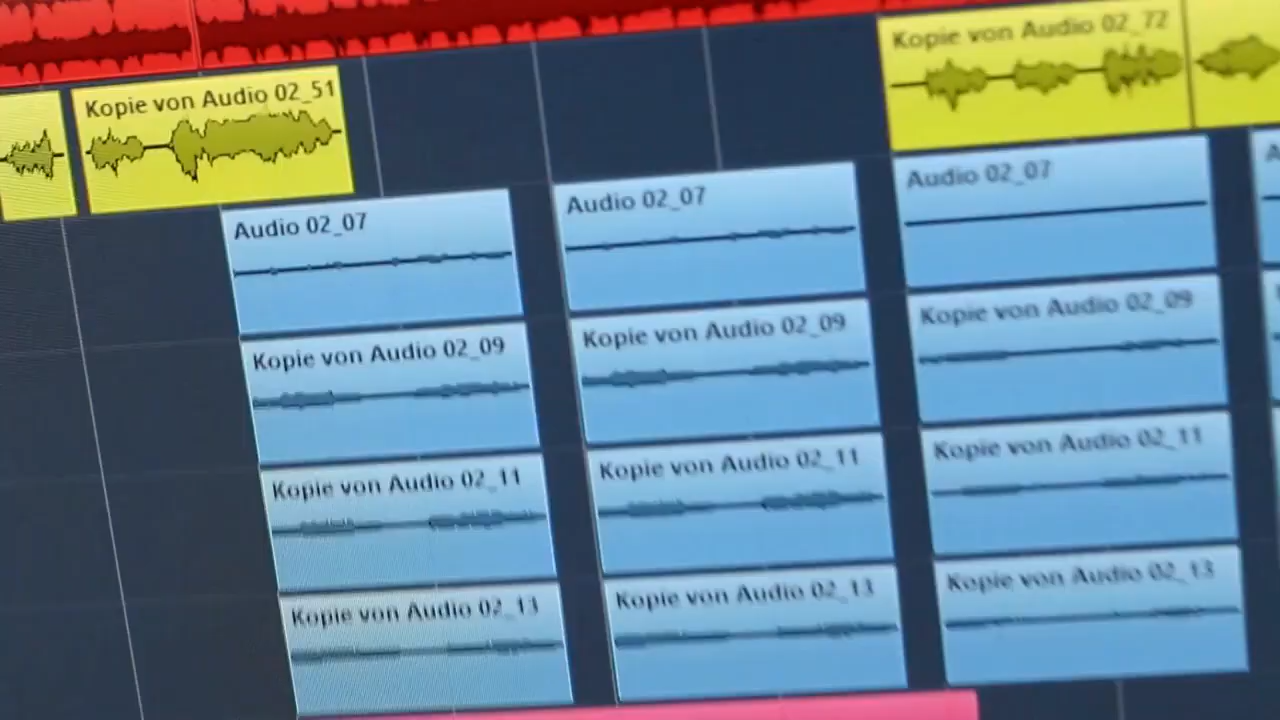 Kopie von Audio 02_72
Kopie von Audio 02_51
Audio 02_07
Audio 02_07
Audio 02_07
Kopie von Audio 02_09
Kopie von Audio 02_09
Kopie von Audio 02_09
Kopie von Audio 02_11
Kopie von Audio 02_11
Kopie von Audio 02_11
Kopie von Audio 02_13
Kopie von Audio 02_13
Kopie von Audio 02_13